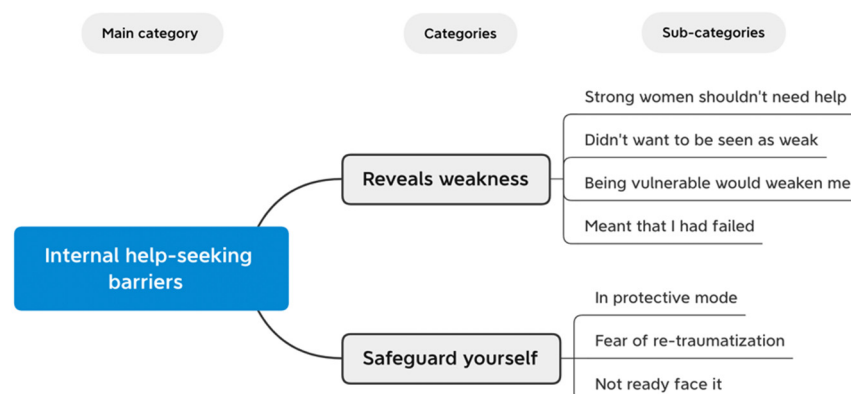 Main category
Categories
Sub-categories
Strong women shouldn't need help
Didn't want to be seen as weak
Reveals weakness
Being vulnerable would weaken me
Meant that I had failed
Internal help-seeking
barriers
In protective mode
Fear of re-traumatization
Safeguard yourself
Not ready face it